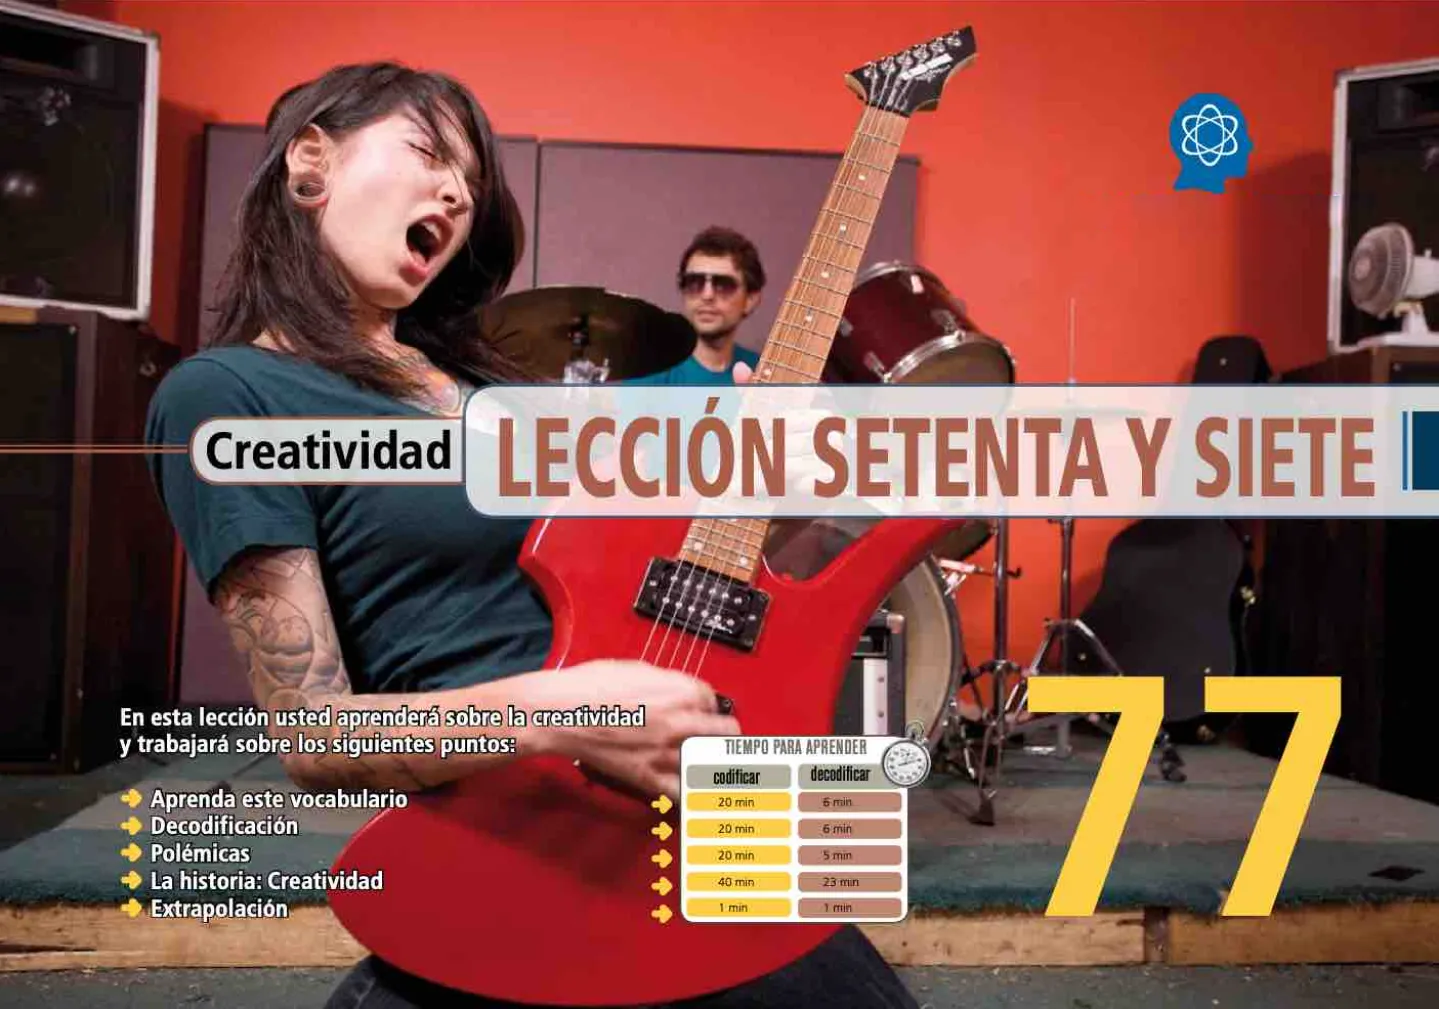 Creatividad
LECCIÓN SETENTA Y SIETE
77
En esta lección usted aprenderá sobre la creatividad
y trabajará sobre los siguientes puntos:
Aprenda este vocabulario
Decodificación
Polémicas
La historia: Creatividad
Extrapolación
TIEMPO PARA APRENDER
codificar decodificar
20 min 6 min
20 min 6 min
20 min 5 min
40 min 23 min
1 min 1 min